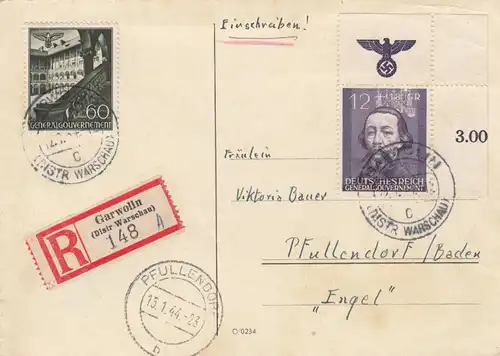 Einschreiben!
60
GENERALGOUVERNEMENT
(DISTR WARSCHAU)
C
12
DEUTSCHES REICH
GENERALGOUVERNEMENT
3.00
(DISTR WARSCHAU)
C
Fräulein
Viktoria Bauer
Pfullendorf/Baden
„Engel"
R
Garwolin
(Distr Warschau)
148 A
PFULLENDORF
13.1.44.-23
b
O/0234